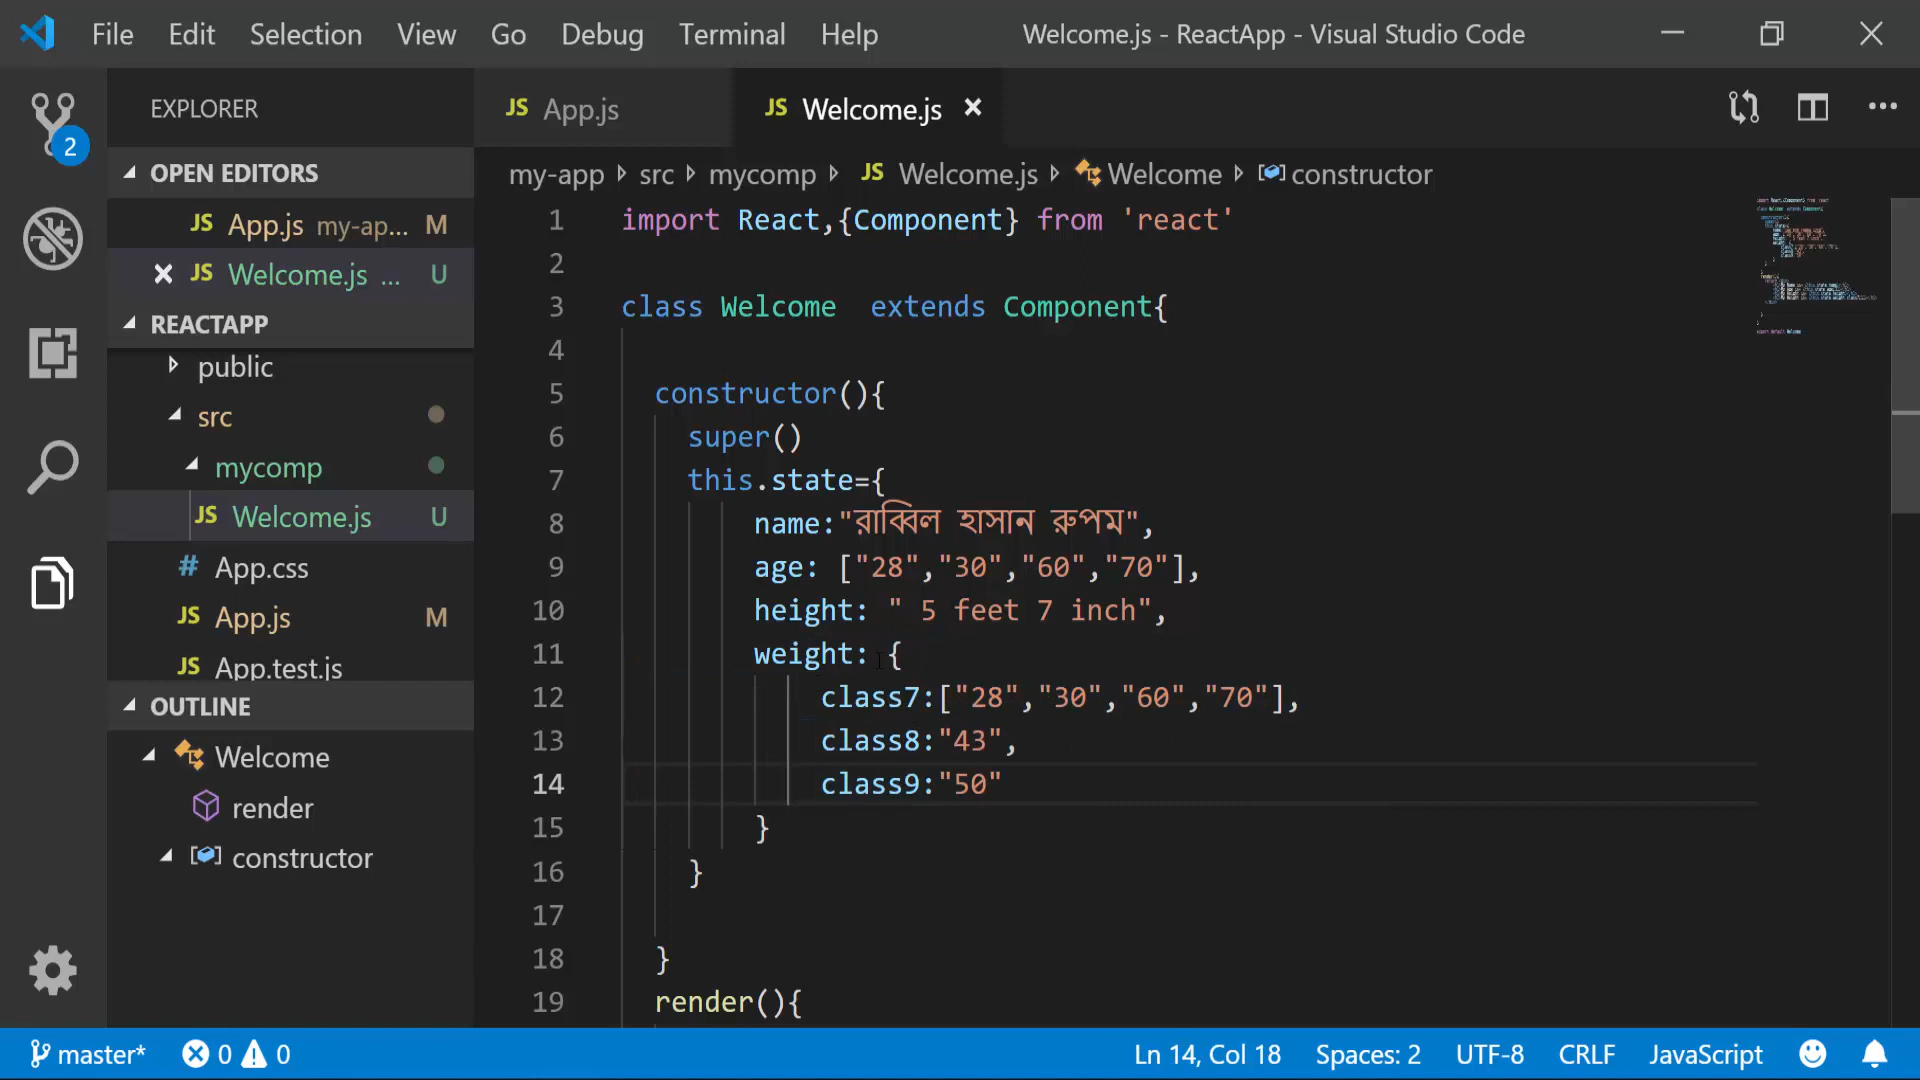 File Edit Selection View Go Debug Terminal Help Welcome.js - ReactApp - Visual Studio Code
2
EXPLORER
OPEN EDITORS
JS App.js my-ap... M
JS Welcome.js ... U
REACTAPP
public
src
mycomp
JS Welcome.js U
# App.css
JS App.js M
JS App.test.js
OUTLINE
Welcome
render
constructor
JS App.js JS Welcome.js
my-app src mycomp JS Welcome.js Welcome constructor
1 import React,{Component} from 'react'
2
3 class Welcome  extends Component{
4
5 constructor(){
6 super()
7 this.state={
8 name:"রাব্বিল হাসান রুপম",
9 age: ["28","30","60","70"],
10 height: " 5 feet 7 inch",
11 weight: {
12 class7:["28","30","60","70"],
13 class8:"43",
14 class9:"50"
15 }
16 }
17
18 }
19 render(){
master* 0 0 Ln 14, Col 18 Spaces: 2 UTF-8 CRLF JavaScript